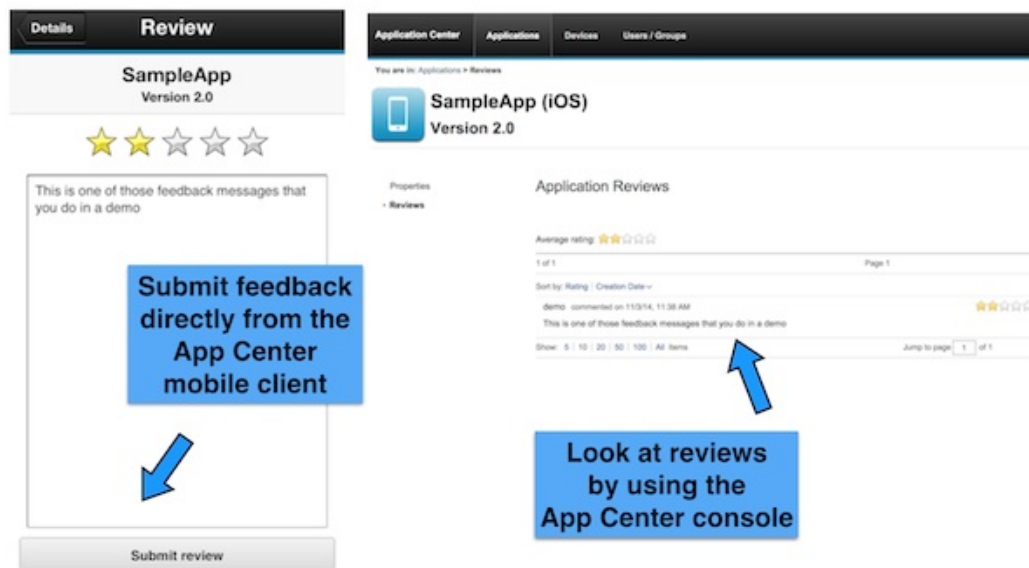 Details
Review
SampleApp
Version 2.0
This is one of those feedback messages that
you do in a demo
Submit feedback
directly from the
App Center
mobile client
Submit review
Application Center
Applications
Devices
Users / Groups
You are in: Applications > Reviews
SampleApp (iOS)
Version 2.0
Properties
Reviews
Application Reviews
Average rating:
1 of 1
Page 1
Sort by: Rating | Creation Date
demo commented on 11/3/14, 11:38 AM
This is one of those feedback messages that you do in a demo
Show: 5 | 10 | 20 | 50 | 100 | All items
Jump to page 1 of 1
Look at reviews
by using the
App Center console